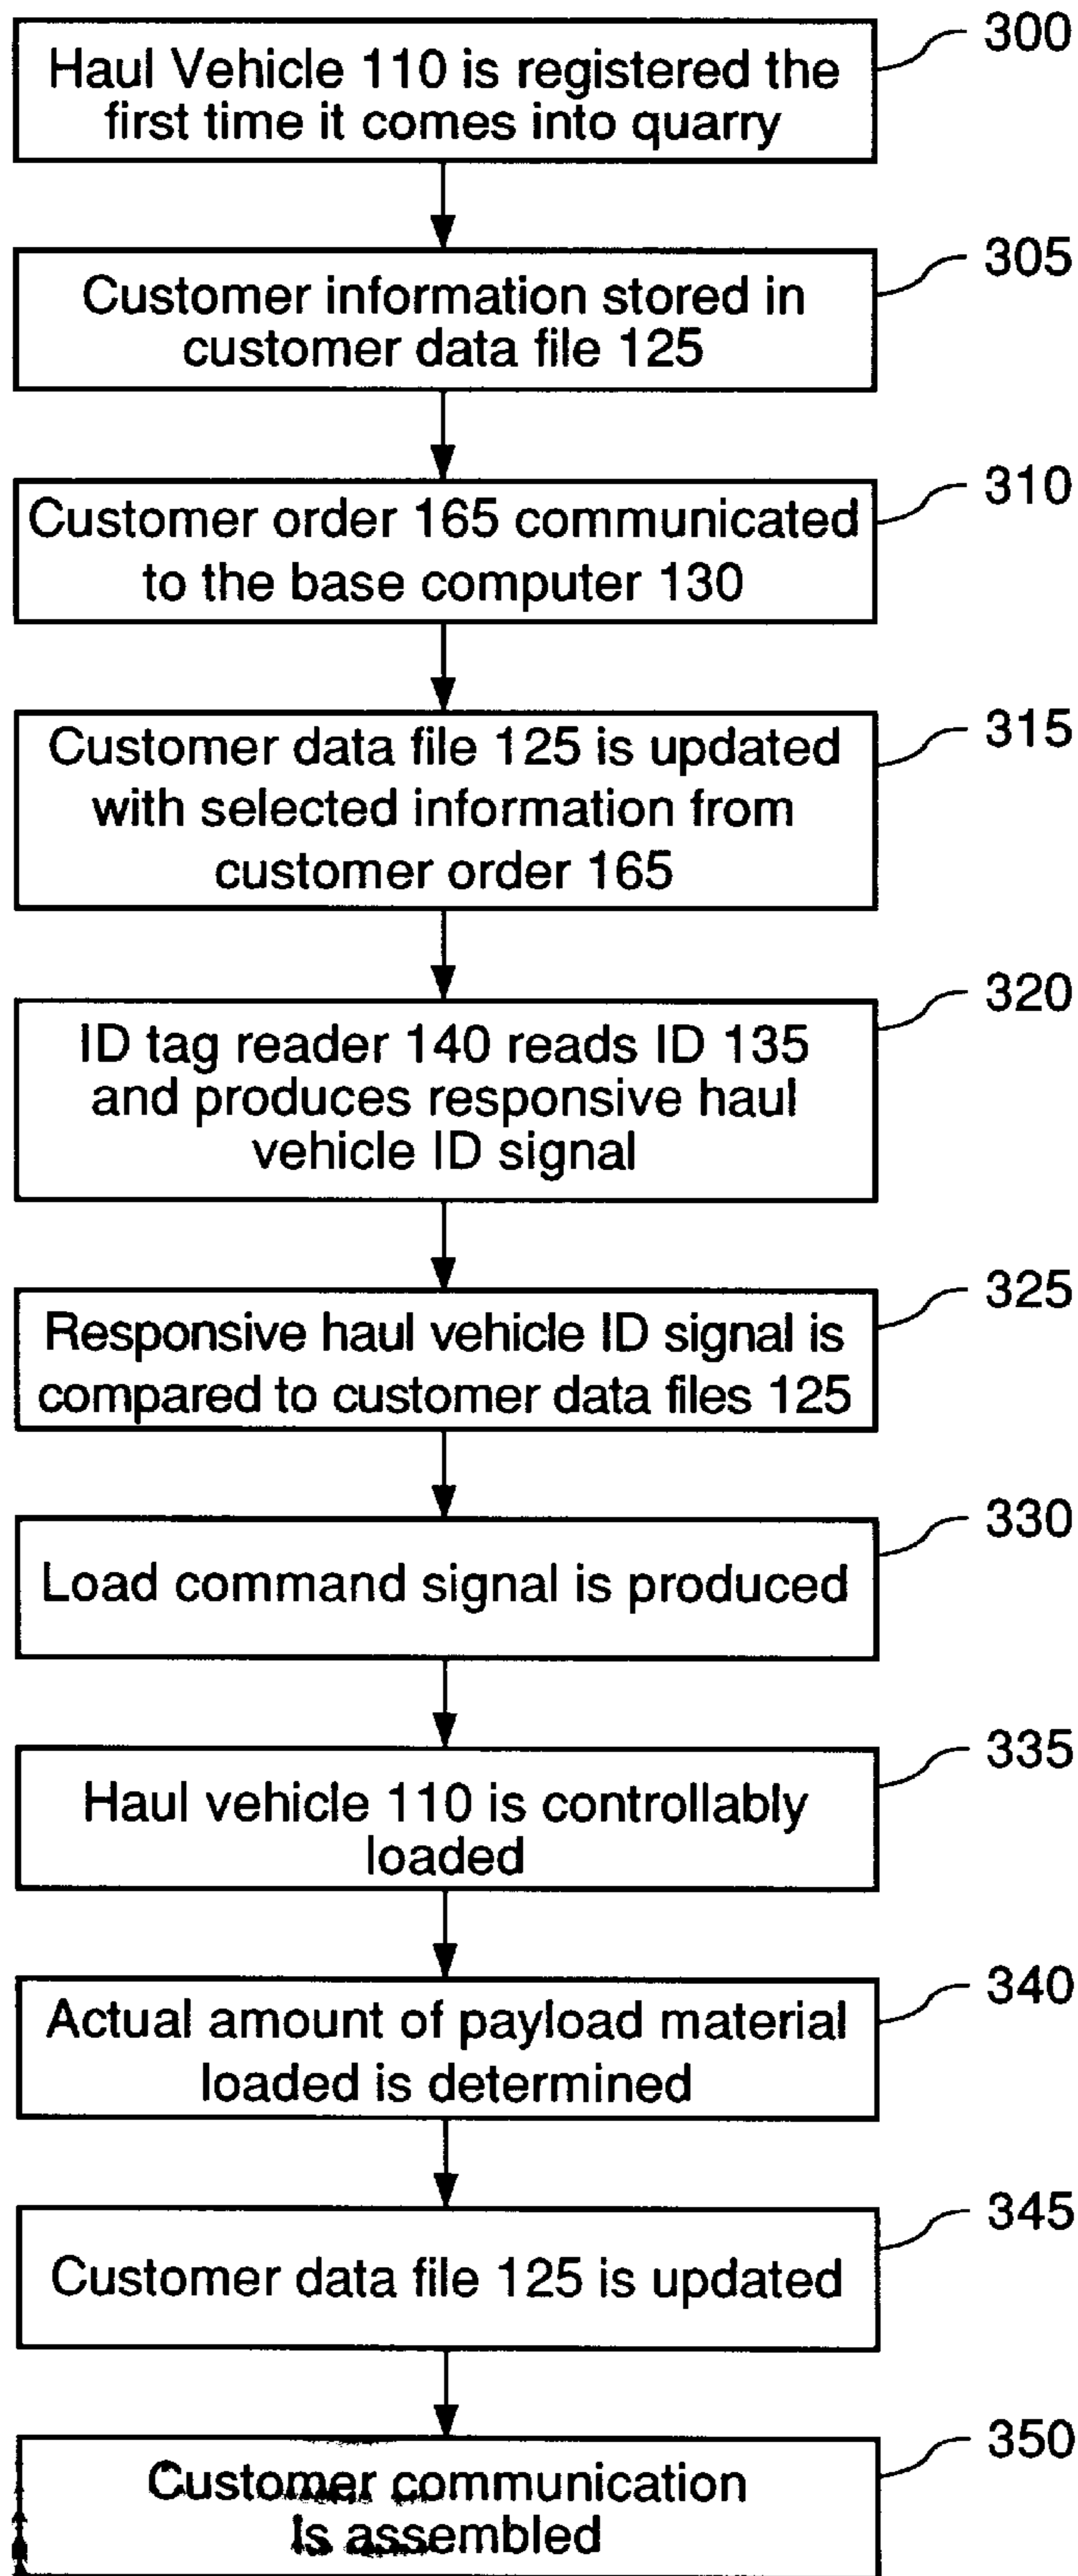 300
Haul Vehicle 110 is registered the
first time it comes into quarry
305
Customer information stored in
customer data file 125
310
Customer order 165 communicated
to the base computer 130
315
Customer data file 125 is updated
with selected information from
customer order 165
320
ID tag reader 140 reads ID 135
and produces responsive haul
vehicle ID signal
325
Responsive haul vehicle ID signal is
compared to customer data files 125
330
Load command signal is produced
335
Haul vehicle 110 is controllably
loaded
340
Actual amount of payload material
loaded is determined
345
Customer data file 125 is updated
350
Customer communication
Is assembled